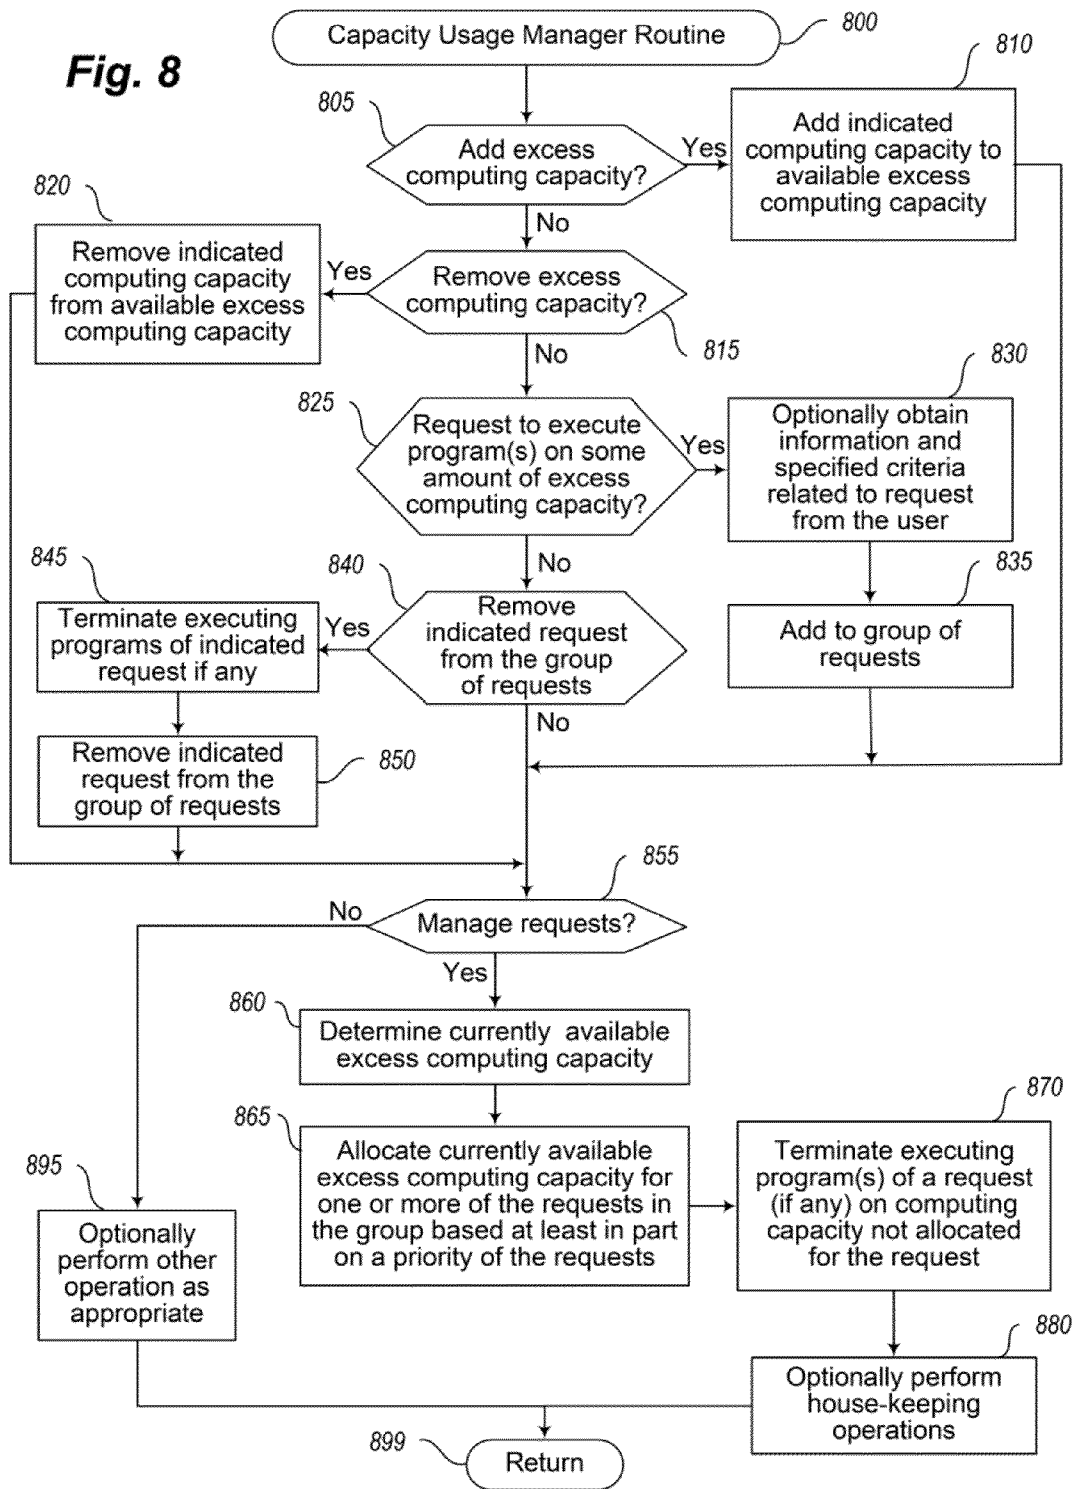 Fig. 8
Capacity Usage Manager Routine
800
805
Add excess
computing capacity?
Yes
810
Add indicated
computing capacity to
available excess
computing capacity
No
820
Remove indicated
computing capacity
from available excess
computing capacity
Yes
Remove excess
computing capacity?
815
No
825
Request to execute
program(s) on some
amount of excess
computing capacity?
Yes
830
Optionally obtain
information and
specified criteria
related to request
from the user
No
835
Add to group of
requests
840
Remove
indicated request
from the group
of requests
Yes
845
Terminate executing
programs of indicated
request if any
No
Remove indicated
request from the
group of requests
850
855
Manage requests?
No
Yes
860
Determine currently available
excess computing capacity
865
Allocate currently available
excess computing capacity for
one or more of the requests in
the group based at least in part
on a priority of the requests
870
Terminate executing
program(s) of a request
(if any) on computing
capacity not allocated
for the request
895
Optionally
perform other
operation as
appropriate
880
Optionally perform
house-keeping
operations
899
Return